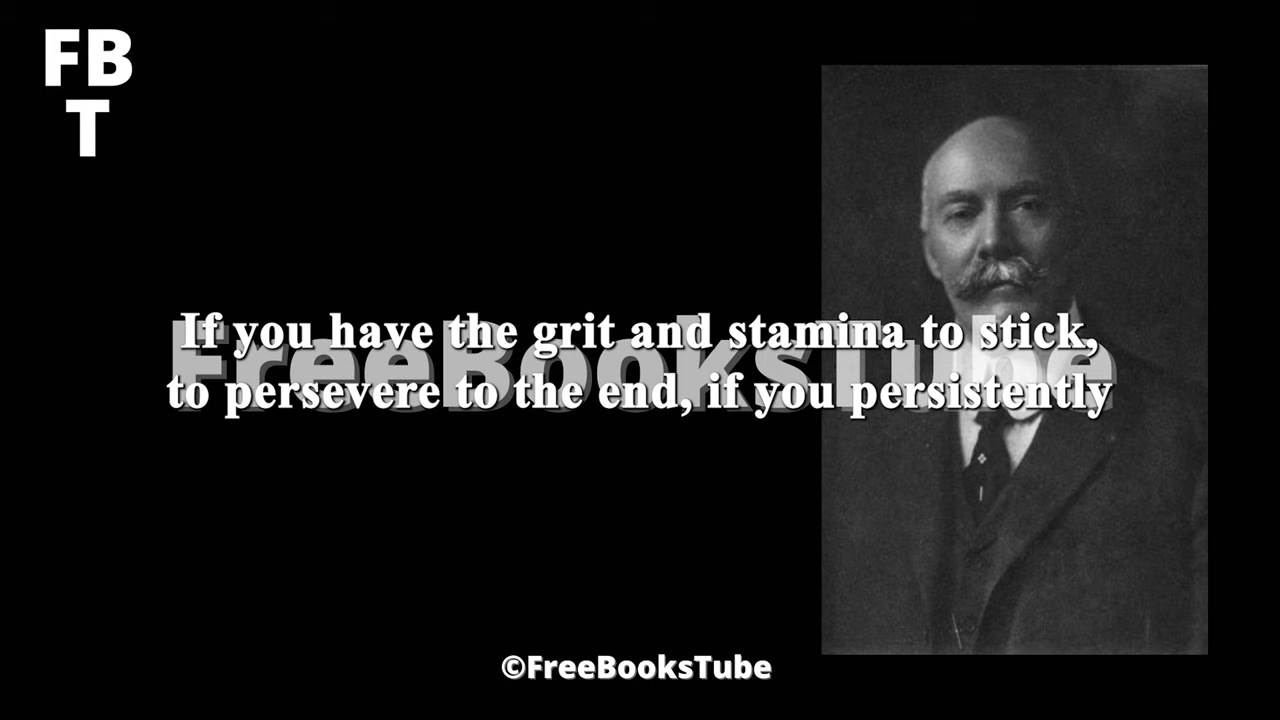 FB
T
If you have the grit and stamina to stick,
to persevere to the end, if you persistently
FreeBooksTube
©FreeBooksTube